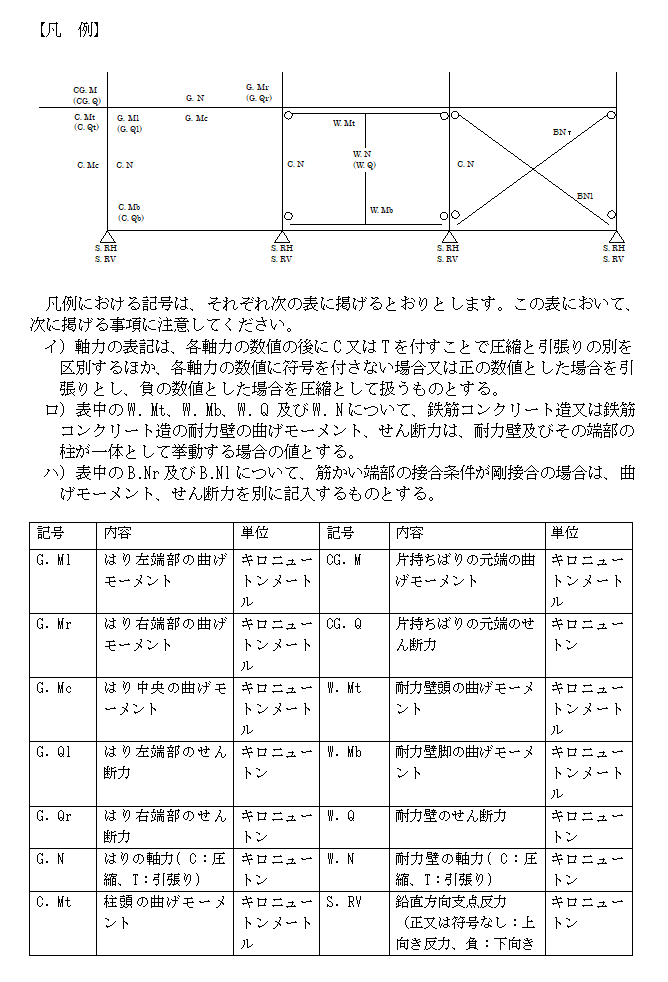 【凡　例】
CG. M
(CG. Q)
G. N
G. Mr
(G. Qr)
C. Mt
(C. Qt)
G. Ml
(G. Ql)
G. Mc
W. Mt
BNr
C. Mc
C. N
C. N
W. N
(W. Q)
C. N
BNl
C. Mb
(C. Qb)
W. Mb
S. RH
S. RV
S. RH
S. RV
S. RH
S. RV
S. RH
S. RV
凡例における記号は、それぞれ次の表に掲げるとおりとします。この表において、
次に掲げる事項に注意してください。
イ）軸力の表記は、各軸力の数値の後にC又はTを付すことで圧縮と引張りの別を
区別するほか、各軸力の数値に符号を付さない場合又は正の数値とした場合を引
張りとし、負の数値とした場合を圧縮として扱うものとする。
ロ）表中のW. Mt、W. Mb、W. Q 及びW. Nについて、鉄筋コンクリート造又は鉄筋
コンクリート造の耐力壁の曲げモーメント、せん断力は、耐力壁及びその端部の
柱が一体として挙動する場合の値とする。
ハ）表中のB.Nr及びB.Nlについて、筋かい端部の接合条件が剛接合の場合は、曲
げモーメント、せん断力を別に記入するものとする。
記号 内容 単位 記号 内容 単位
G. Ml はり左端部の曲げ キロニュー CG. M 片持ちばりの元端の曲 キロニュー
モーメント トンメート げモーメント トンメート
ル ル
G. Mr はり右端部の曲げ キロニュー CG. Q 片持ちばりの元端のせ キロニュー
モーメント トンメート ん断力 トン
ル
G. Mc はり中央の曲げモ キロニュー W. Mt 耐力壁頭の曲げモーメ キロニュー
ーメント トンメート ント トンメート
ル ル
G. Ql はり左端部のせん キロニュー W. Mb 耐力壁脚の曲げモーメ キロニュー
断力 トン ント トンメート
ル
G. Qr はり右端部のせん キロニュー W. Q 耐力壁のせん断力 キロニュー
断力 トン トン
G. N はりの軸力( C：圧 キロニュー W. N 耐力壁の軸力( C：圧 キロニュー
縮、T：引張り) トン 縮、T：引張り) トン
C. Mt 柱頭の曲げモーメ キロニュー S. RV 鉛直方向支点反力 キロニュー
ント トンメート （正又は符号なし：上 トン
ル 向き反力、負：下向き